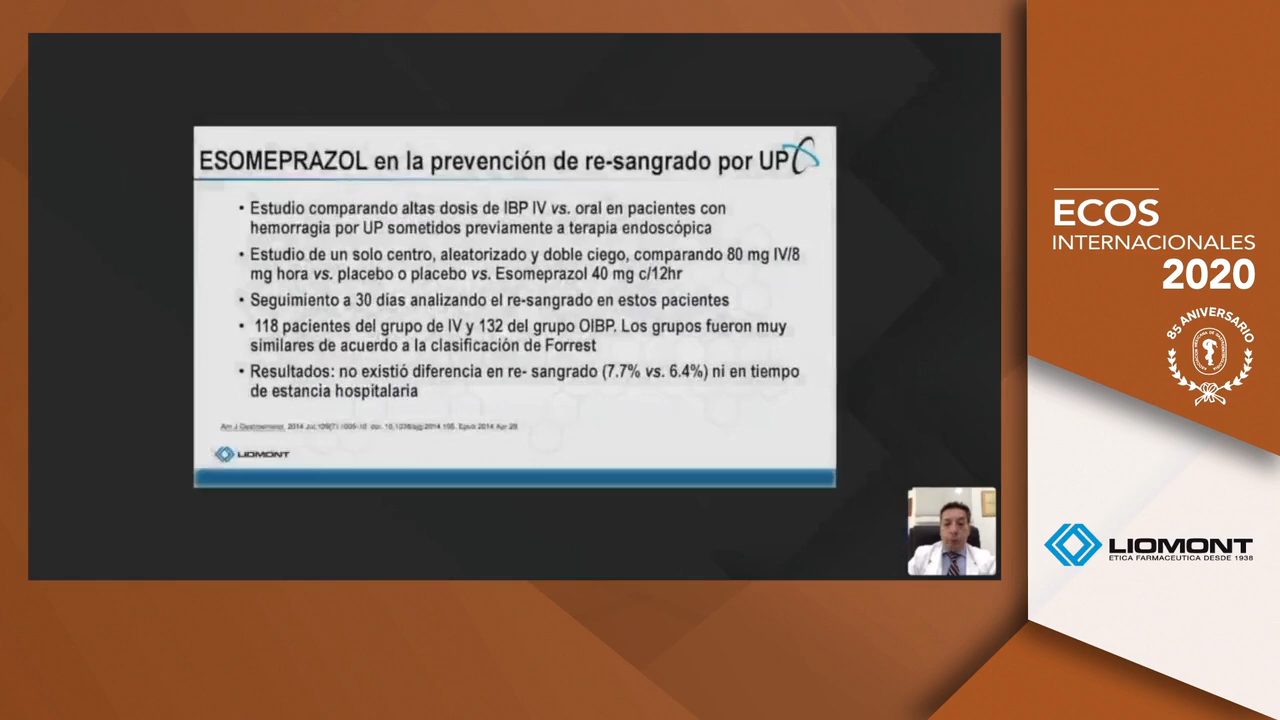 ESOMEPRAZOL en la prevención de re-sangrado por UP
• Estudio comparando altas dosis de IBP IV vs. oral en pacientes con
hemorragia por UP sometidos previamente a terapia endoscópica
• Estudio de un solo centro, aleatorizado y doble ciego, comparando 80 mg IV/8
mg hora vs. placebo o placebo vs. Esomeprazol 40 mg c/12hr
• Seguimiento a 30 días analizando el re-sangrado en estos pacientes
• 118 pacientes del grupo de IV y 132 del grupo OIBP. Los grupos fueron muy
similares de acuerdo a la clasificación de Forrest
• Resultados: no existió diferencia en re- sangrado (7.7% vs. 6.4%) ni en tiempo
de estancia hospitalaria
2014 Apr
LIOMONT
ECOS
INTERNACIONALES
2020
85 ANIVERSARIO
LIOMONT
ETICA FARMACEUTICA DESDE 1938